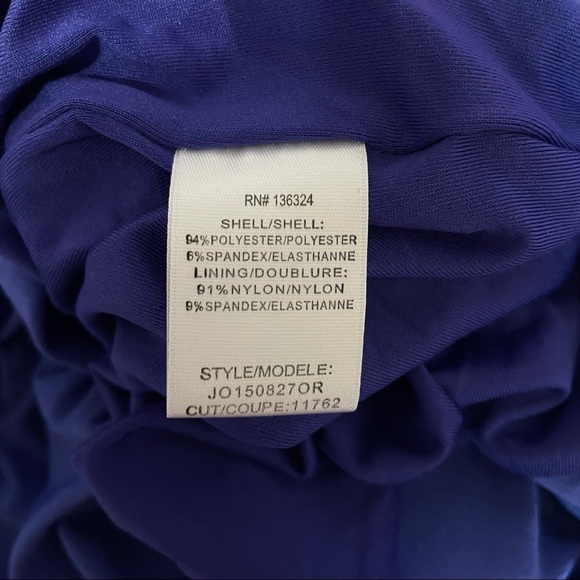 RN# 136324
SHELL/SHELL:
94%POLYESTER/POLYESTER
6%SPANDEX/ELASTHANNE
LINING/DOUBLURE:
91%NYLON/NYLON
9%SPANDEX/ELASTHANNE
STYLE/MODELE:
JO150827OR
CUT/COUPE:11762